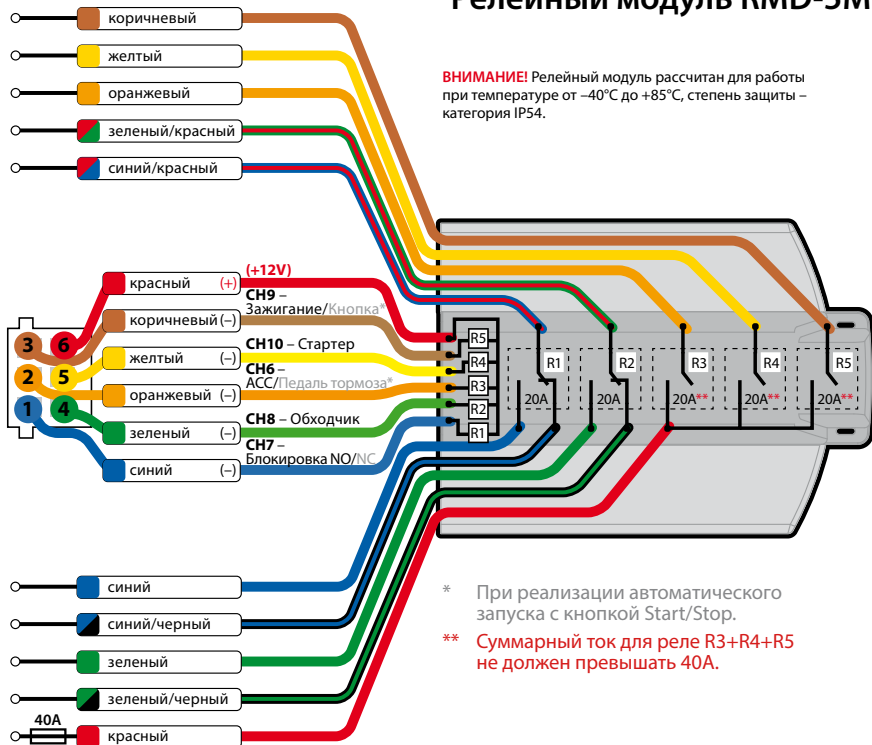 Релейный модуль RMD-5M
коричневый
желтый
оранжевый
зеленый/красный
синий/красный
ВНИМАНИЕ! Релейный модуль рассчитан для работы
при температуре от –40°C до +85°C, степень защиты –
категория IP54.
красный (+)
коричневый (–)
желтый (–)
оранжевый (–)
зеленый (–)
синий (–)
(+12V)
CH9 –
Зажигание/Кнопка*
CH10 – Стартер
CH6 –
ACC/Педаль тормоза*
CH8 – Обходчик
CH7 –
Блокировка NO/NC
3 6
2 5
1 4
R5
R4
R3
R2
R1
R1 R2 R3 R4 R5
20A 20A 20A** 20A** 20A**
синий
синий/черный
зеленый
зеленый/черный
40A
красный
* При реализации автоматического
запуска с кнопкой Start/Stop.
** Суммарный ток для реле R3+R4+R5
не должен превышать 40А.